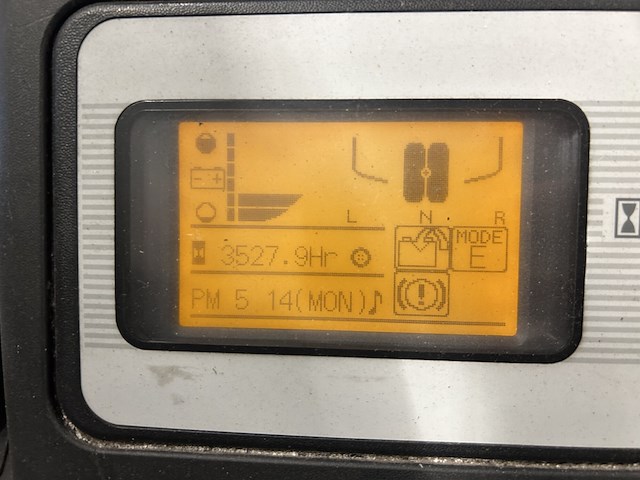 L N R
3527.9Hr
MODE
E
PM 5 14(MON)